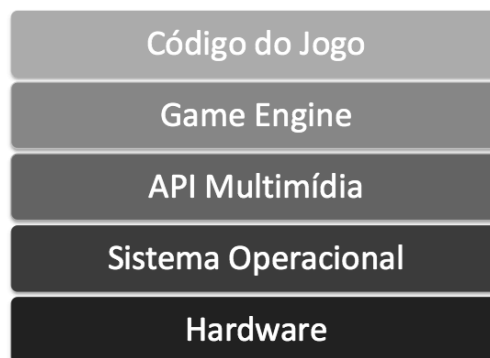 Código do Jogo
Game Engine
API Multimídia
Sistema Operacional
Hardware